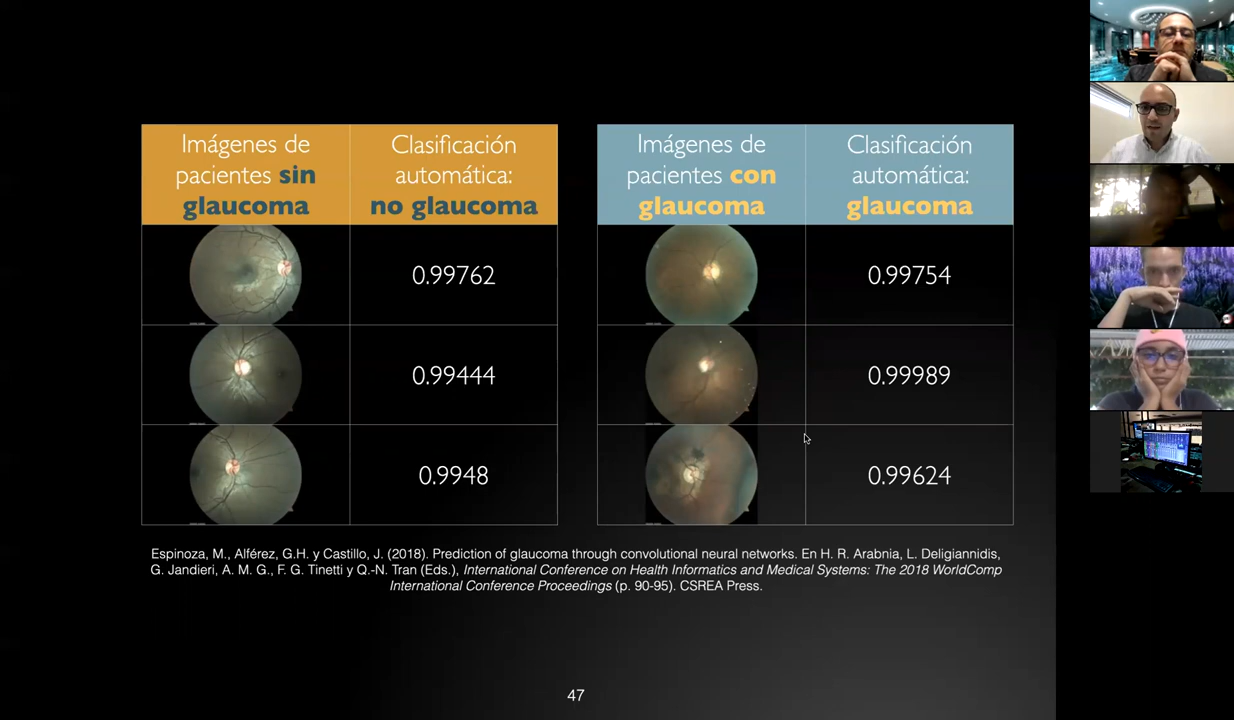 Imágenes de
pacientes sin
glaucoma
Clasificación
automática:
no glaucoma
0.99762
0.99444
0.9948
Imágenes de
pacientes con
glaucoma
Clasificación
automática:
glaucoma
0.99754
0.99989
0.99624
Espinoza, M., Alférez, G.H. y Castillo, J. (2018). Prediction of glaucoma through convolutional neural networks. En H. R. Arabnia, L. Deligiannidis,
G. Jandieri, A. M. G., F. G. Tinetti y Q.-N. Tran (Eds.), International Conference on Health Informatics and Medical Systems: The 2018 WorldComp
International Conference Proceedings (p. 90-95). CSREA Press.
47